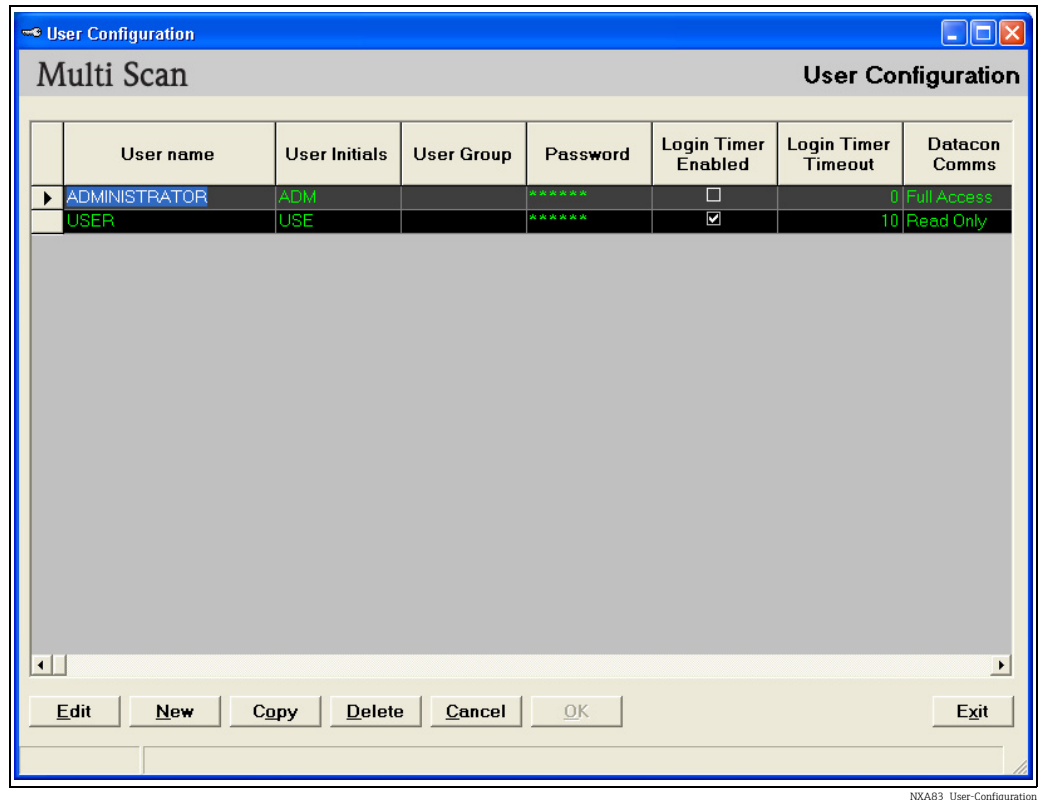 User Configuration
Multi Scan
User Configuration
User name User Initials User Group Password Login Timer Enabled Login Timer Timeout Datacon Comms
ADMINISTRATOR ADM ****** 0 Full Access
USER USE ****** 10 Read Only
Edit New Copy Delete Cancel OK Exit
NXA83_User-Configuration